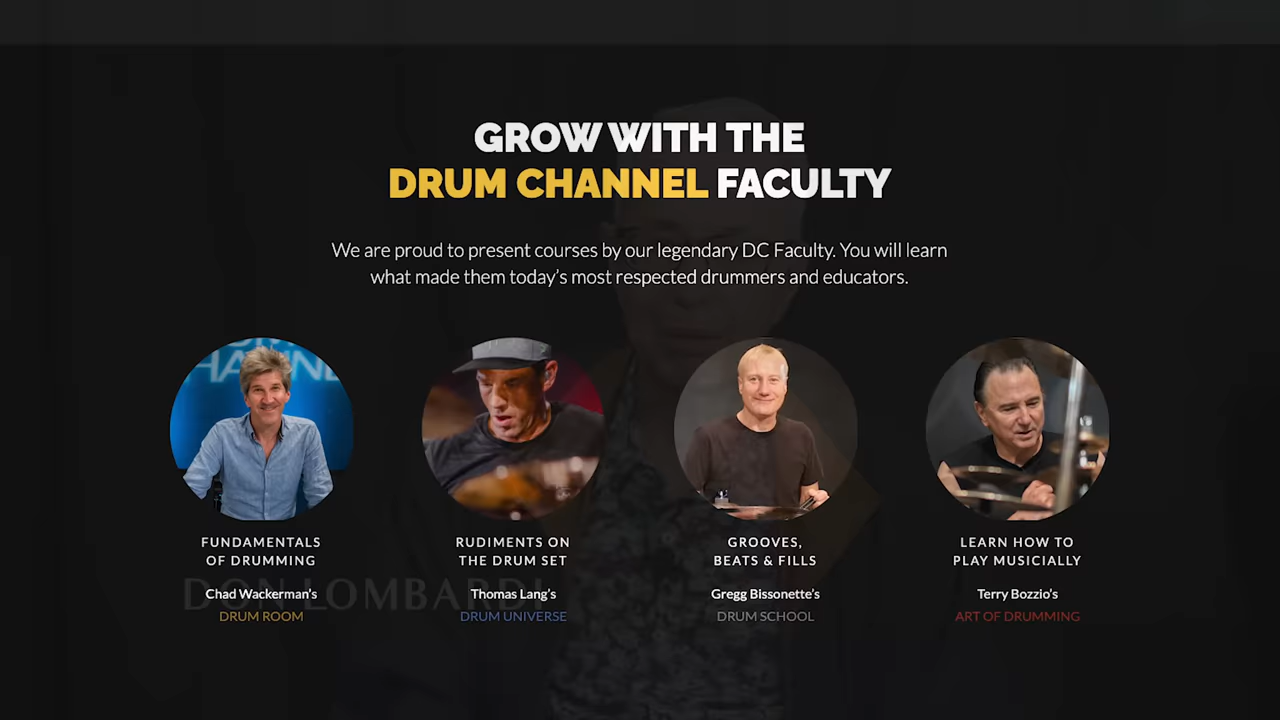 GROW WITH THE
DRUM CHANNEL FACULTY
We are proud to present courses by our legendary DC Faculty. You will learn
what made them today's most respected drummers and educators.
FUNDAMENTALS
OF DRUMMING
Chad Wackerman's
DRUM ROOM
RUDIMENTS ON
THE DRUM SET
Thomas Lang's
DRUM UNIVERSE
GROOVES,
BEATS & FILLS
Gregg Bissonette's
DRUM SCHOOL
LEARN HOW TO
PLAY MUSICIALLY
Terry Bozzio's
ART OF DRUMMING
DON LOMBARDI